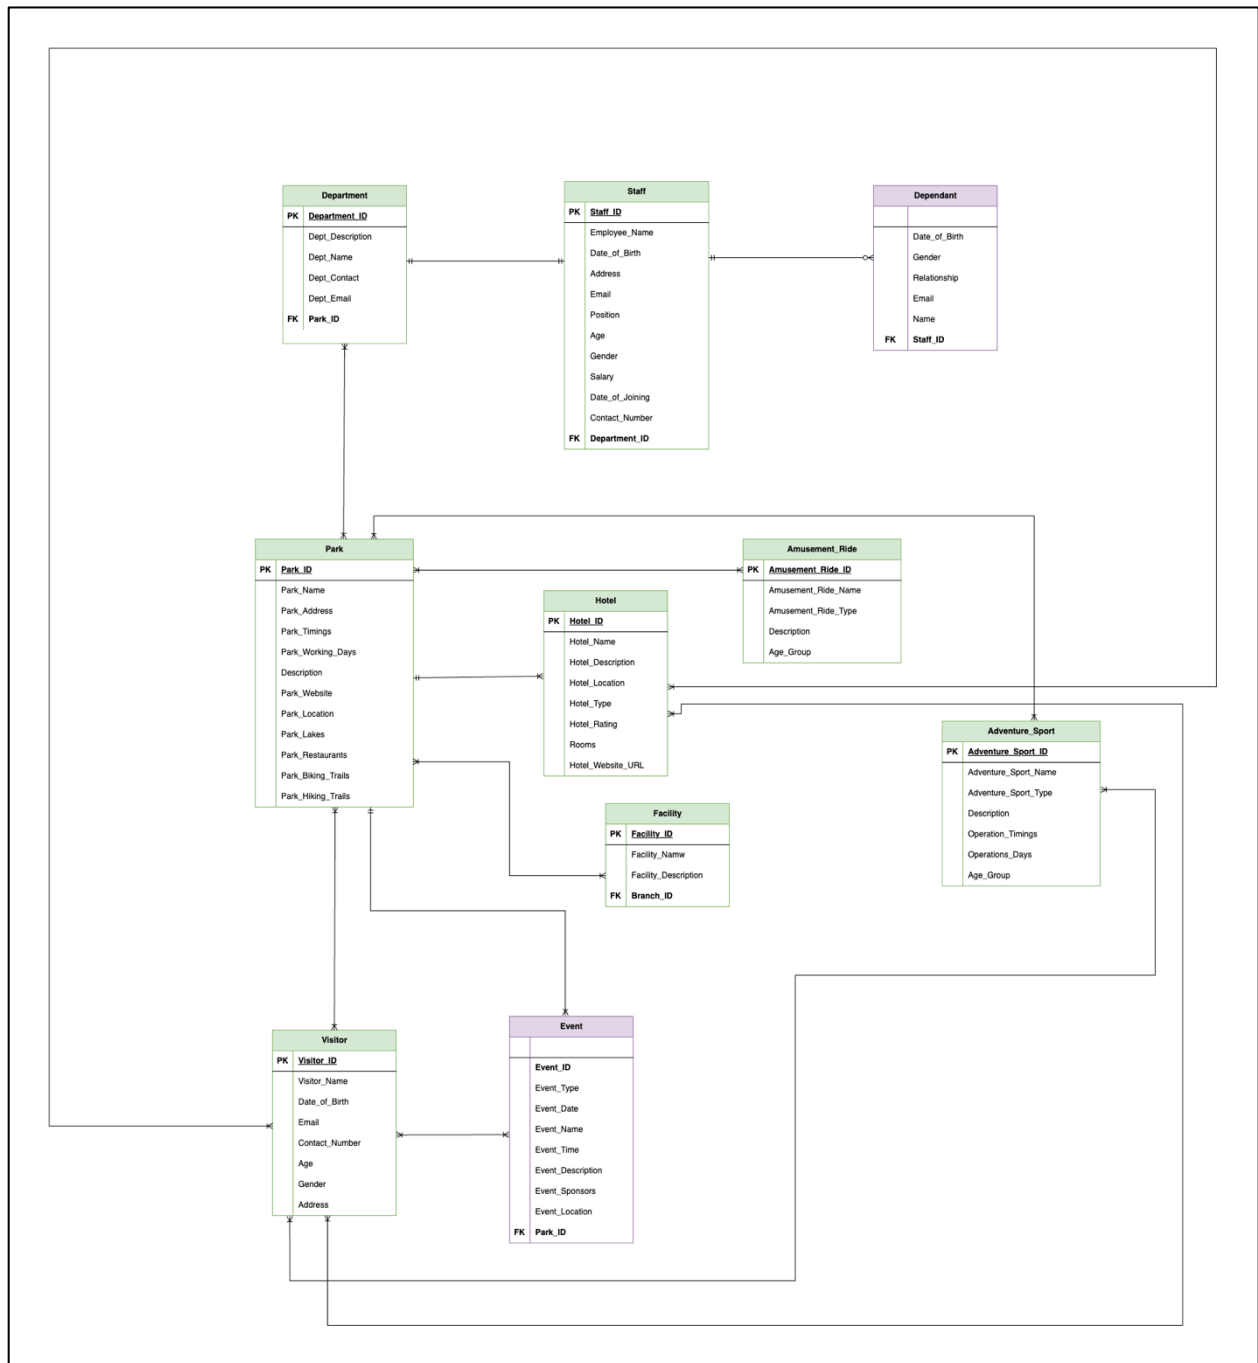 Department
PK Department_ID
Dept_Description
Dept_Name
Dept_Contact
Dept_Email
FK Park_ID
Staff
PK Staff_ID
Employee_Name
Date_of_Birth
Address
Email
Position
Age
Gender
Salary
Date_of_Joining
Contact_Number
FK Department_ID
Dependant
Date_of_Birth
Gender
Relationship
Email
Name
FK Staff_ID
Park
PK Park_ID
Park_Name
Park_Address
Park_Timings
Park_Working_Days
Description
Park_Website
Park_Location
Park_Lakes
Park_Restaurants
Park_Biking_Trails
Park_Hiking_Trails
Hotel
PK Hotel_ID
Hotel_Name
Hotel_Description
Hotel_Location
Hotel_Type
Hotel_Rating
Rooms
Hotel_Website_URL
Amusement_Ride
PK Amusement_Ride_ID
Amusement_Ride_Name
Amusement_Ride_Type
Description
Age_Group
Adventure_Sport
PK Adventure_Sport_ID
Adventure_Sport_Name
Adventure_Sport_Type
Description
Operation_Timings
Operations_Days
Age_Group
Facility
PK Facility_ID
Facility_Namw
Facility_Description
FK Branch_ID
Visitor
PK Visitor_ID
Visitor_Name
Date_of_Birth
Email
Contact_Number
Age
Gender
Address
Event
Event_ID
Event_Type
Event_Date
Event_Name
Event_Time
Event_Description
Event_Sponsors
Event_Location
FK Park_ID